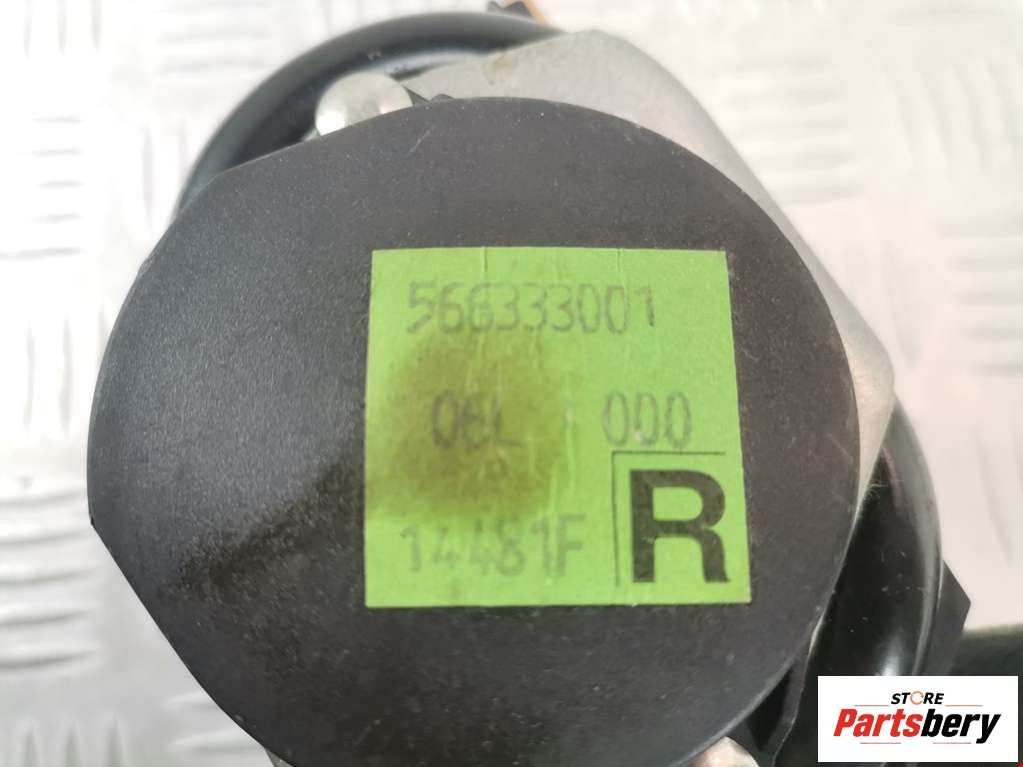 566333001
06L 000
14481F R
STORE
Partsbery